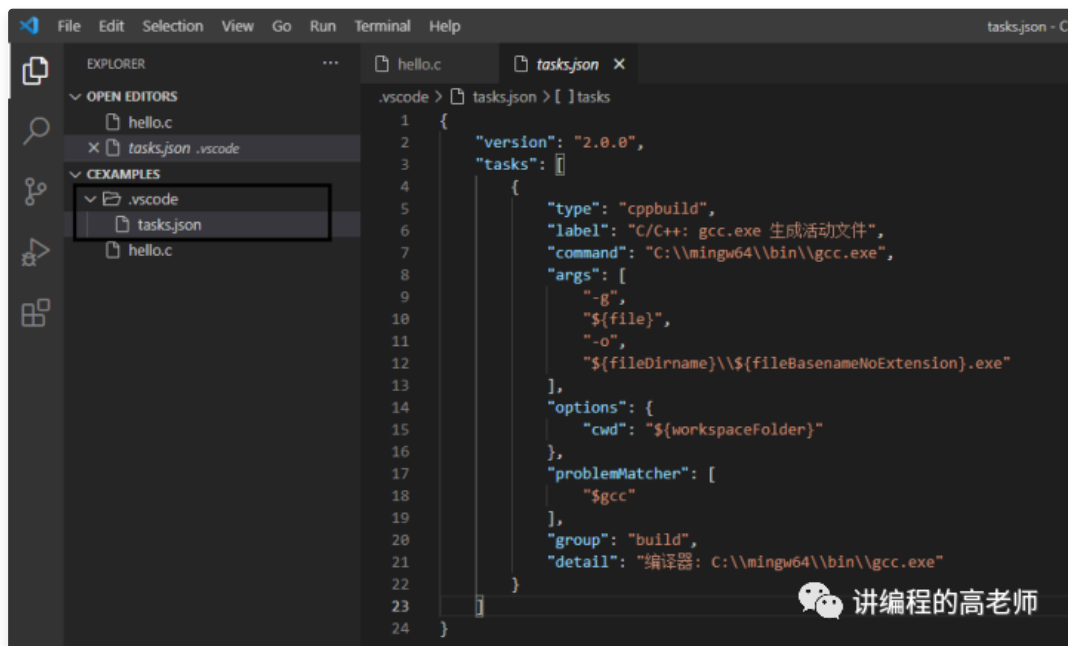 File Edit Selection View Go Run Terminal Help tasks.json - C
EXPLORER ···
OPEN EDITORS
hello.c
tasks.json .vscode
CEXAMPLES
.vscode
tasks.json
hello.c
hello.c tasks.json
.vscode > tasks.json > [ ] tasks
1 {
2 "version": "2.0.0",
3 "tasks": [
4 {
5 "type": "cppbuild",
6 "label": "C/C++: gcc.exe 生成活动文件",
7 "command": "C:\\mingw64\\bin\\gcc.exe",
8 "args": [
9 "-g",
10 "${file}",
11 "-o",
12 "${fileDirname}\\${fileBasenameNoExtension}.exe"
13 ],
14 "options": {
15 "cwd": "${workspaceFolder}"
16 },
17 "problemMatcher": [
18 "$gcc"
19 ],
20 "group": "build",
21 "detail": "编译器: C:\\mingw64\\bin\\gcc.exe"
22 }
23 ]
24 }
讲编程的高老师